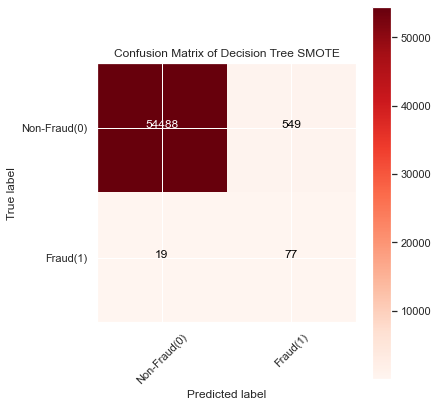 Confusion Matrix of Decision Tree SMOTE
50000
40000
30000
20000
10000
True label
Non-Fraud(0)
54488
549
Fraud(1)
19
77
Non-Fraud(0)
Fraud(1)
Predicted label